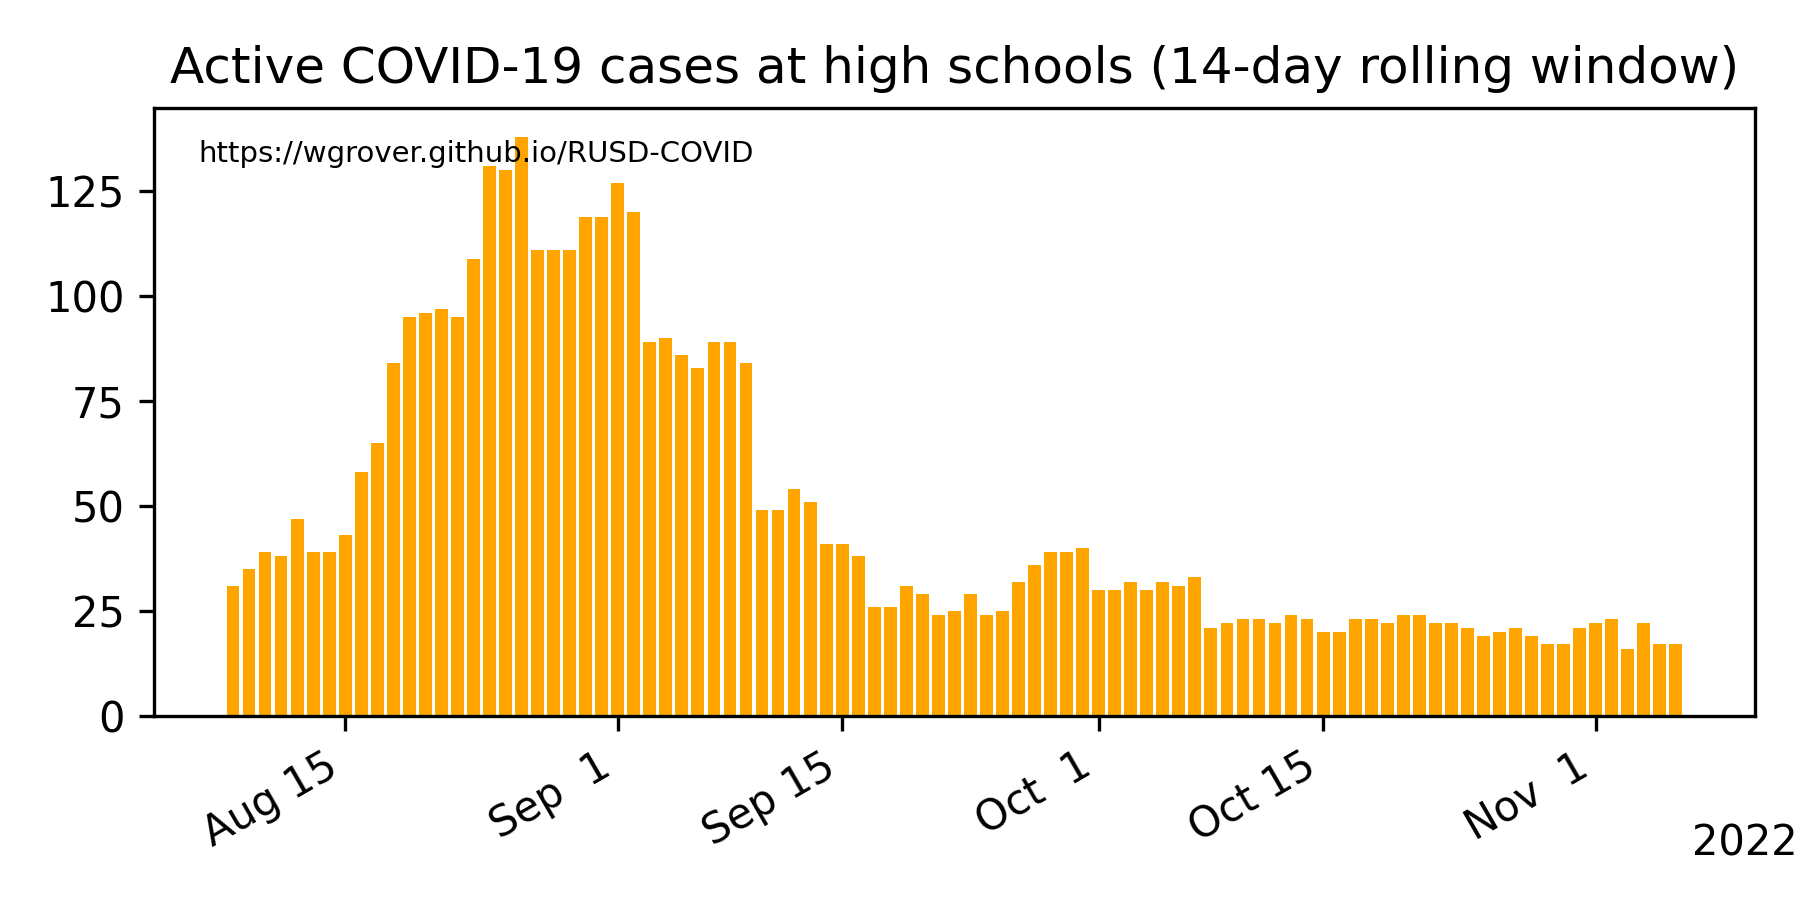 Active COVID-19 cases at high schools (14-day rolling window)
https://wgrover.github.io/RUSD-COVID
125
100
75
50
25
0
Aug 15
Sep 1
Sep 15
Oct 1
Oct 15
Nov 1
2022